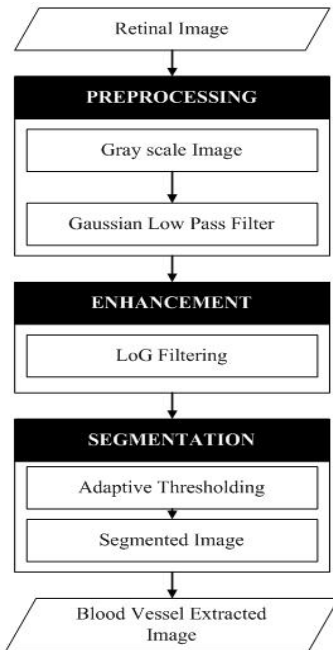 Retinal Image
PREPROCESSING
Gray scale Image
Gaussian Low Pass Filter
ENHANCEMENT
LoG Filtering
SEGMENTATION
Adaptive Thresholding
Segmented Image
Blood Vessel Extracted
Image